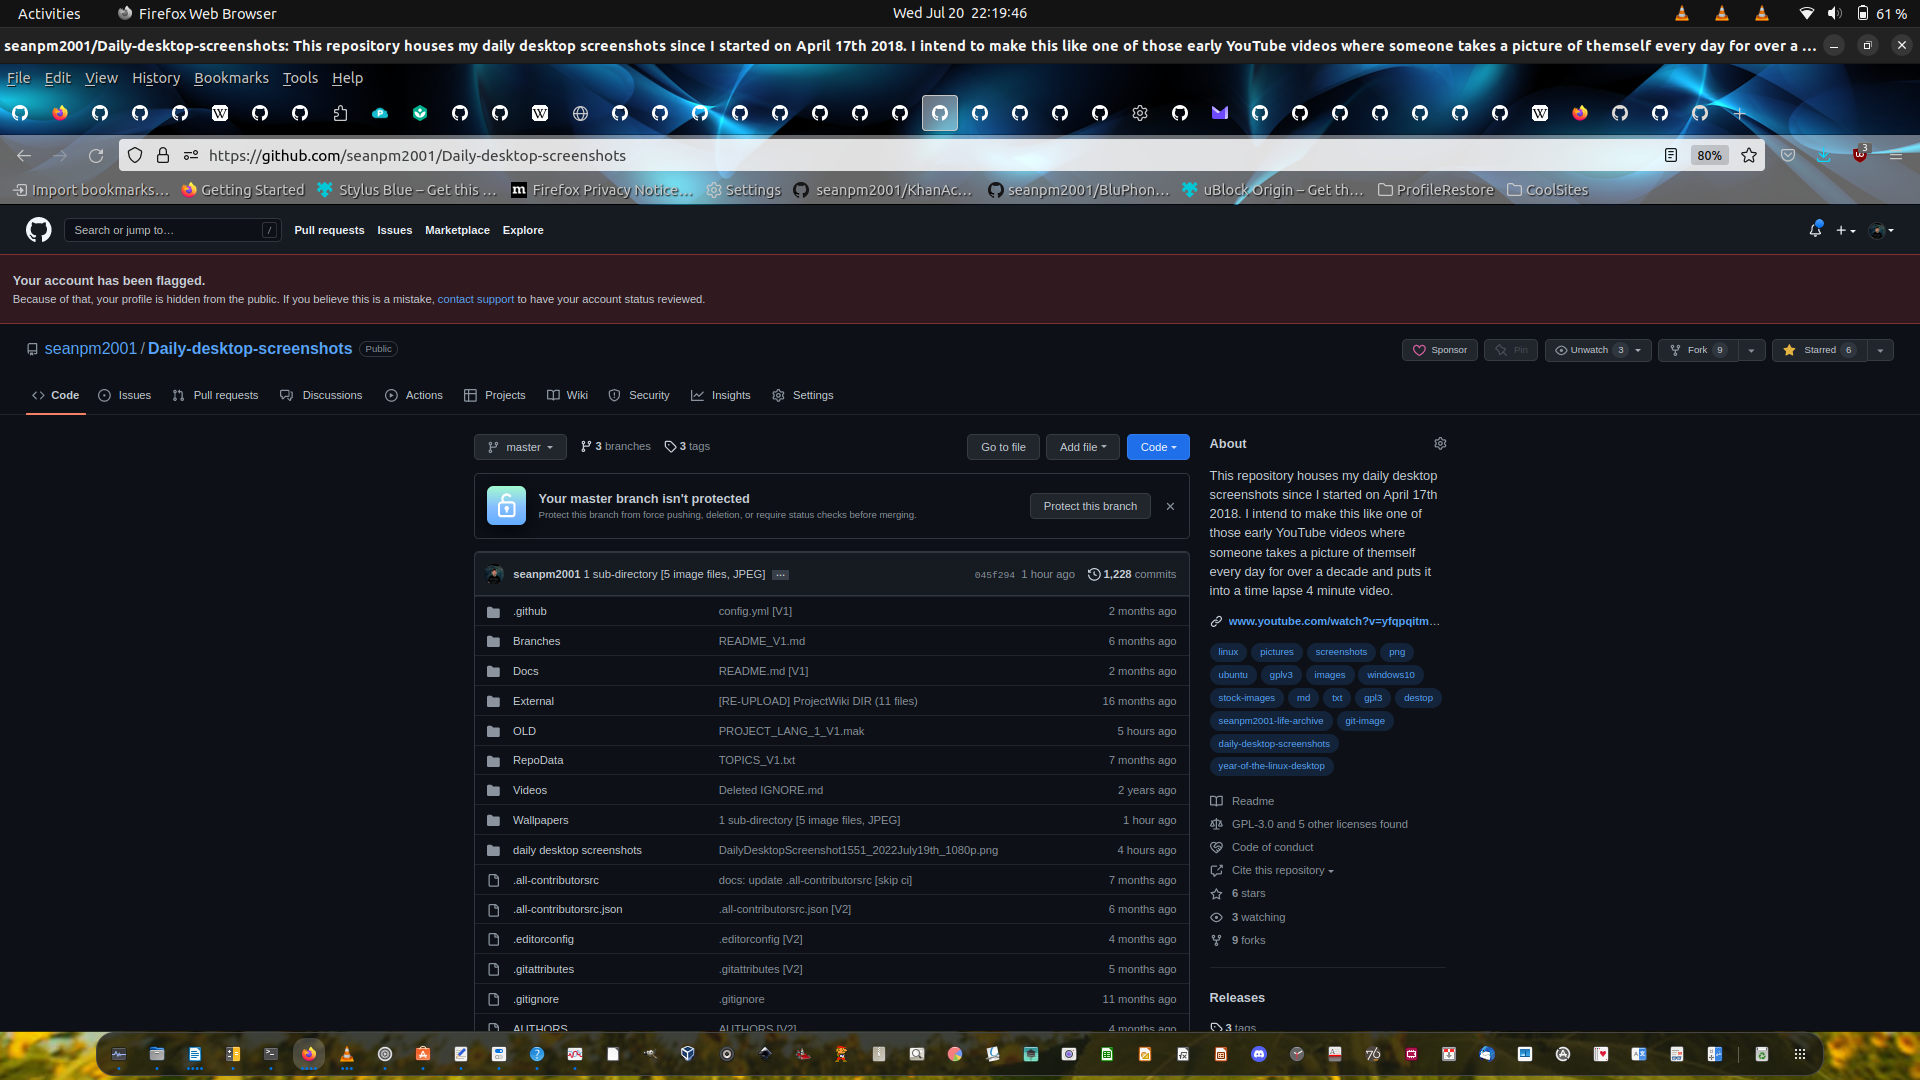 Activities Firefox Web Browser Wed Jul 20 22:19:46 61 %
seanpm2001/Daily-desktop-screenshots: This repository houses my daily desktop screenshots since I started on April 17th 2018. I intend to make this like one of those early YouTube videos where someone takes a picture of themself every day for over a ...
File Edit View History Bookmarks Tools Help
https://github.com/seanpm2001/Daily-desktop-screenshots 80% 3
Import bookmarks... Getting Started Stylus Blue – Get this ... Firefox Privacy Notice... Settings seanpm2001/KhanAc... seanpm2001/BluPhon... uBlock Origin – Get th... ProfileRestore CoolSites
Search or jump to... / Pull requests Issues Marketplace Explore
Your account has been flagged.
Because of that, your profile is hidden from the public. If you believe this is a mistake, contact support to have your account status reviewed.
seanpm2001 / Daily-desktop-screenshots Public Sponsor Pin Unwatch 3 Fork 9 Starred 6
Code Issues Pull requests Discussions Actions Projects Wiki Security Insights Settings
master 3 branches 3 tags Go to file Add file Code
Your master branch isn't protected
Protect this branch from force pushing, deletion, or require status checks before merging.
Protect this branch
seanpm2001 1 sub-directory [5 image files, JPEG] ... 045f294 1 hour ago 1,228 commits
.github config.yml [V1] 2 months ago
Branches README_V1.md 6 months ago
Docs README.md [V1] 2 months ago
External [RE-UPLOAD] ProjectWiki DIR (11 files) 16 months ago
OLD PROJECT_LANG_1_V1.mak 5 hours ago
RepoData TOPICS_V1.txt 7 months ago
Videos Deleted IGNORE.md 2 years ago
Wallpapers 1 sub-directory [5 image files, JPEG] 1 hour ago
daily desktop screenshots DailyDesktopScreenshot1551_2022July19th_1080p.png 4 hours ago
.all-contributorsrc docs: update .all-contributorsrc [skip ci] 7 months ago
.all-contributorsrc.json .all-contributorsrc.json [V2] 6 months ago
.editorconfig .editorconfig [V2] 4 months ago
.gitattributes .gitattributes [V2] 5 months ago
.gitignore .gitignore 11 months ago
AUTHORS AUTHORS [V2] 4 months ago
About
This repository houses my daily desktop
screenshots since I started on April 17th
2018. I intend to make this like one of
those early YouTube videos where
someone takes a picture of themself
every day for over a decade and puts it
into a time lapse 4 minute video.
www.youtube.com/watch?v=yfqpqitm...
linux pictures screenshots png
ubuntu gplv3 images windows10
stock-images md txt gpl3 destop
seanpm2001-life-archive git-image
daily-desktop-screenshots
year-of-the-linux-desktop
Readme
GPL-3.0 and 5 other licenses found
Code of conduct
Cite this repository
6 stars
3 watching
9 forks
Releases
3 tags